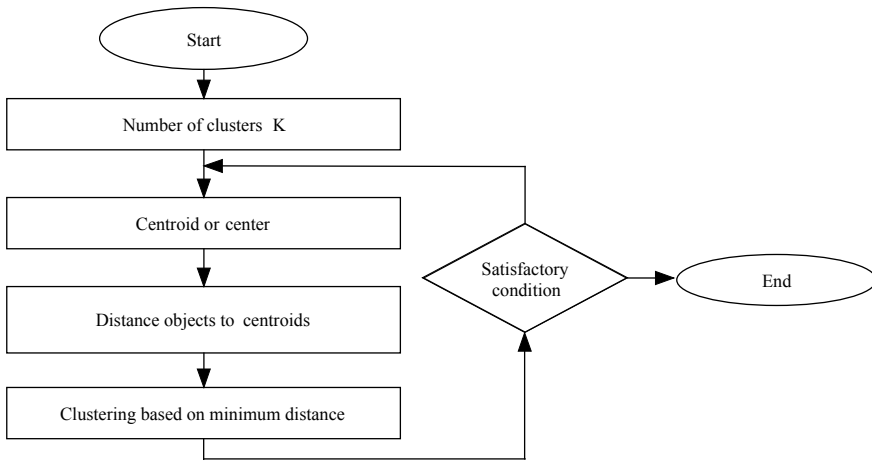 Start
Number of clusters K
Centroid or center
Distance objects to centroids
Clustering based on minimum distance
Satisfactory
condition
End